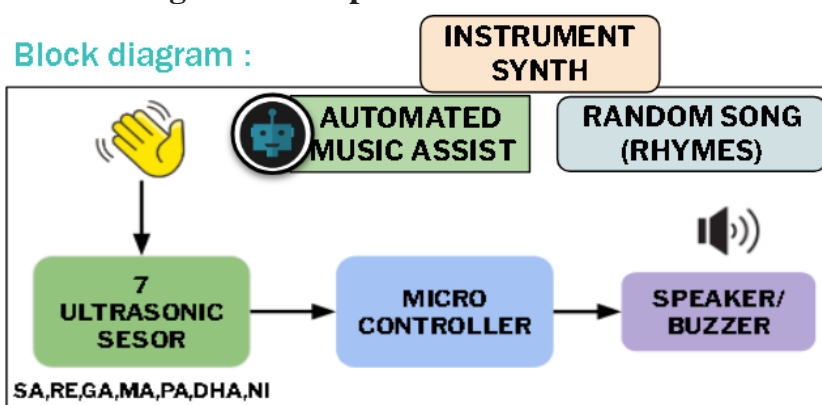 Block diagram :
INSTRUMENT
SYNTH
AUTOMATED
MUSIC ASSIST
RANDOM SONG
(RHYMES)
7
ULTRASONIC
SESOR
MICRO
CONTROLLER
SPEAKER/
BUZZER
SA,RE,GA,MA,PA,DHA,NI